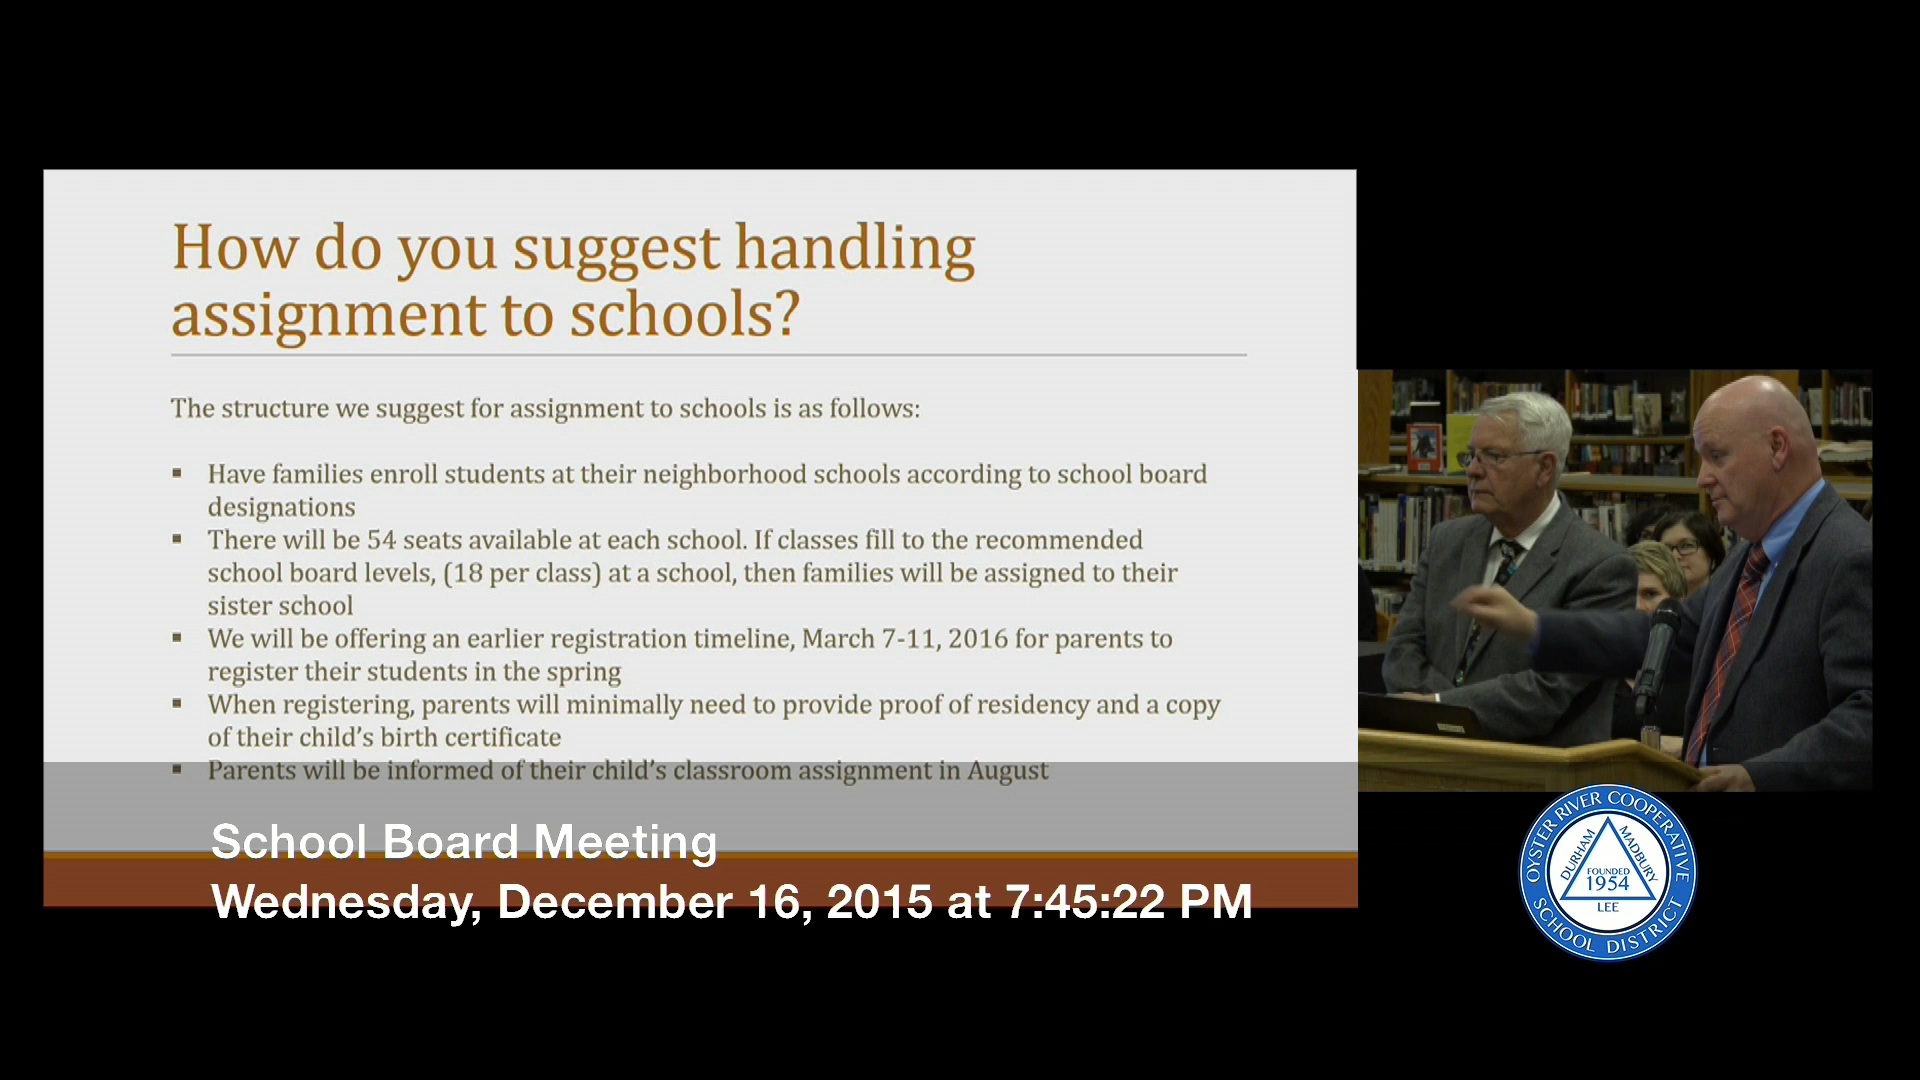 How do you suggest handling
assignment to schools?
The structure we suggest for assignment to schools is as follows:
▪ Have families enroll students at their neighborhood schools according to school board
designations
▪ There will be 54 seats available at each school. If classes fill to the recommended
school board levels, (18 per class) at a school, then families will be assigned to their
sister school
▪ We will be offering an earlier registration timeline, March 7-11, 2016 for parents to
register their students in the spring
▪ When registering, parents will minimally need to provide proof of residency and a copy
of their child's birth certificate
▪ Parents will be informed of their child's classroom assignment in August
School Board Meeting
Wednesday, December 16, 2015 at 7:45:22 PM
OYSTER RIVER COOPERATIVE
DURHAM
MADBURY
FOUNDED
1954
LEE
SCHOOL DISTRICT